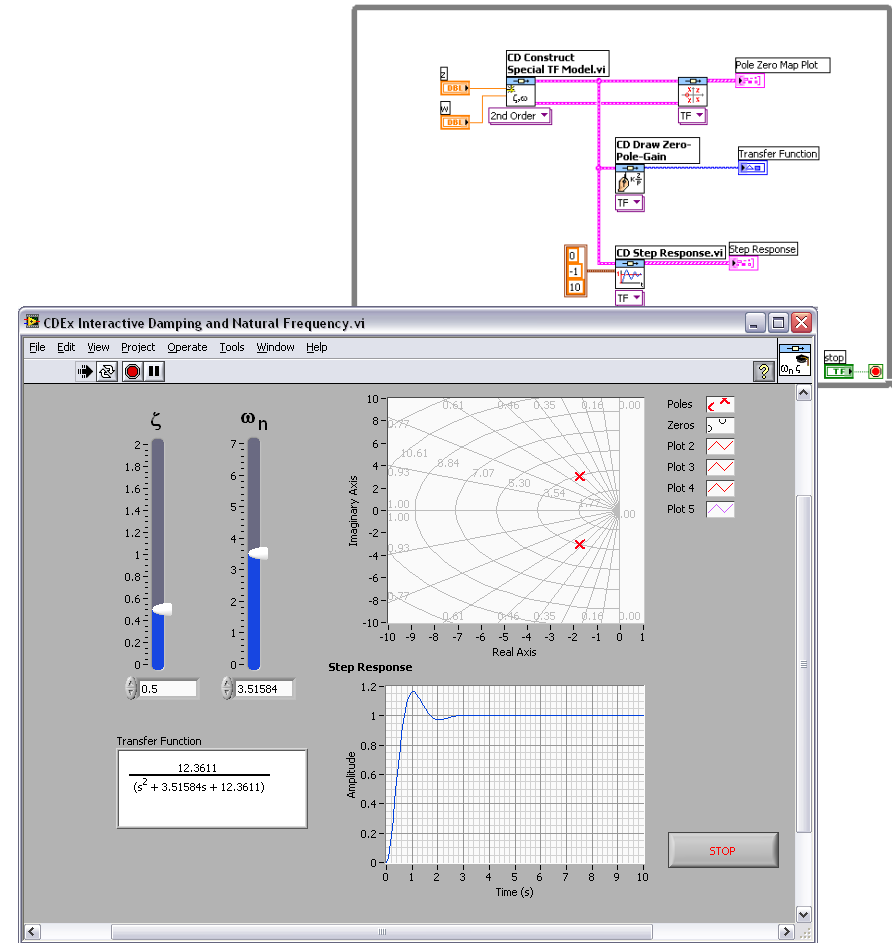 CD Construct
Special TF Model.vi
z
DBL
w
DBL
ζ,ω
2nd Order
Pole Zero Map Plot
TF
CD Draw Zero-
Pole-Gain
Transfer Function
TF
CD Step Response.vi
Step Response
0
-1
10
TF
stop
TF
CDEx Interactive Damping and Natural Frequency.vi
File Edit View Project Operate Tools Window Help
?
ωn ζ
ζ
ωn
2
1.8
1.6
1.4
1.2
1
0.8
0.6
0.4
0.2
0
7
6
5
4
3
2
1
0
0.5
3.51584
Transfer Function
12.3611
(s2 + 3.51584s + 12.3611)
Imaginary Axis
10
8
6
4
2
0
-2
-4
-6
-8
-10
0.61 0.46 0.35 0.16 0.00
0.77
10.61
8.84
0.93
7.07
5.30
3.54
1.77
1.00
1.00
.00
0.93
0.77
0.61 0.46 0.35 0.16 0.00
-10 -9 -8 -7 -6 -5 -4 -3 -2 -1 0 1
Real Axis
Poles
Zeros
Plot 2
Plot 3
Plot 4
Plot 5
Step Response
Amplitude
1.2
1
0.8
0.6
0.4
0.2
0
0 1 2 3 4 5 6 7 8 9 10
Time (s)
STOP